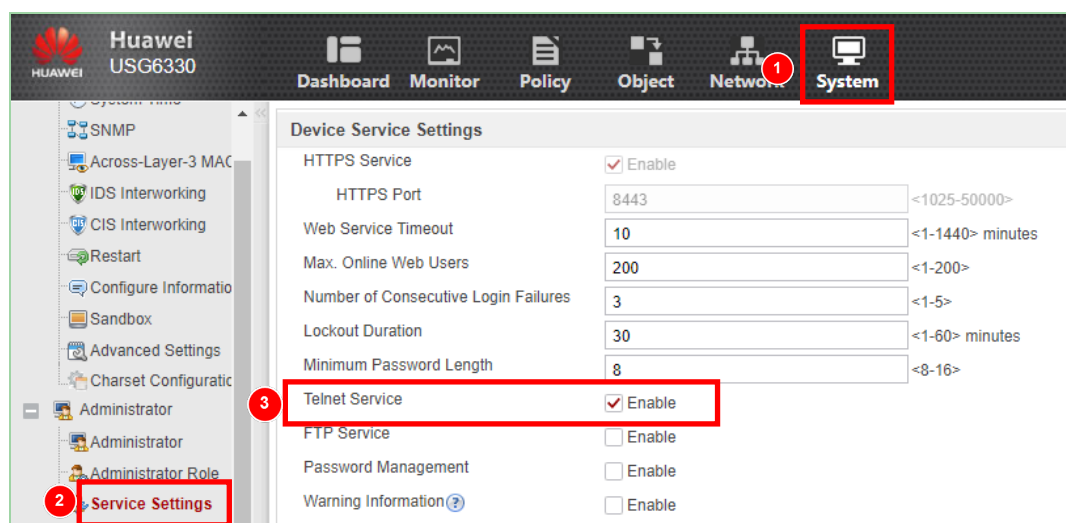 HUAWEI
Huawei
USG6330
Dashboard
Monitor
Policy
Object
Network
1
System
System Time
SNMP
Across-Layer-3 MAC
IDS Interworking
CIS Interworking
Restart
Configure Informatio
Sandbox
Advanced Settings
Charset Configuratic
Administrator
Administrator
Administrator Role
2
Service Settings
Device Service Settings
HTTPS Service
Enable
HTTPS Port
8443
<1025-50000>
Web Service Timeout
10
<1-1440> minutes
Max. Online Web Users
200
<1-200>
Number of Consecutive Login Failures
3
<1-5>
Lockout Duration
30
<1-60> minutes
Minimum Password Length
8
<8-16>
3
Telnet Service
Enable
FTP Service
Enable
Password Management
Enable
Warning Information
?
Enable